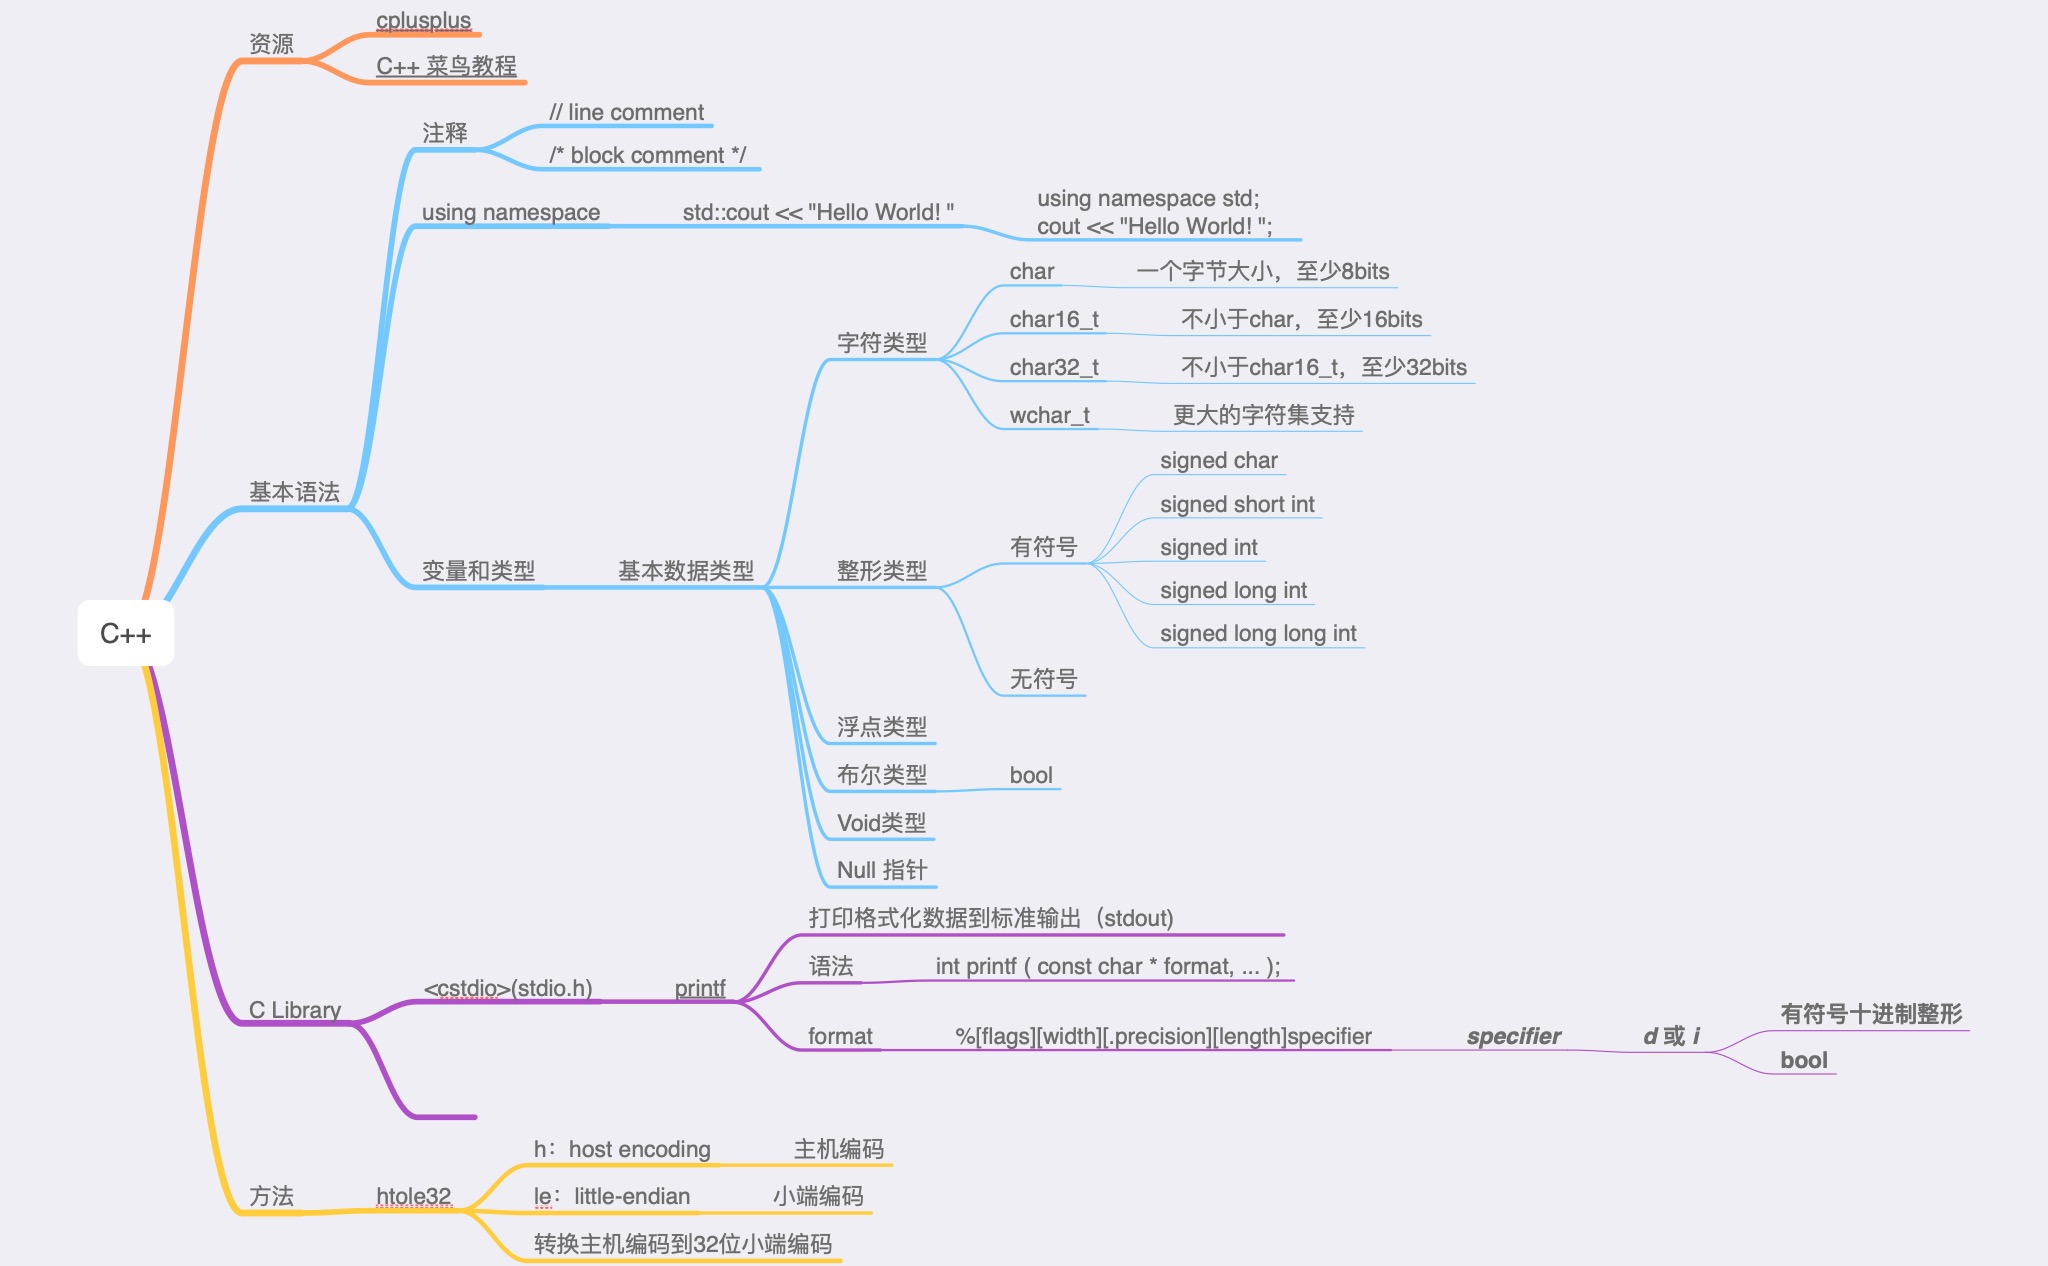 C++
资源
cplusplus
C++ 菜鸟教程
基本语法
注释
// line comment
/* block comment */
using namespace
std::cout << "Hello World! "
using namespace std;
cout << "Hello World! ";
变量和类型
基本数据类型
字符类型
char
一个字节大小，至少8bits
char16_t
不小于char，至少16bits
char32_t
不小于char16_t，至少32bits
wchar_t
更大的字符集支持
整形类型
有符号
signed char
signed short int
signed int
signed long int
signed long long int
无符号
浮点类型
布尔类型
bool
Void类型
Null 指针
C Library
<cstdio>(stdio.h)
printf
打印格式化数据到标准输出（stdout)
语法
int printf ( const char * format, ... );
format
%[flags][width][.precision][length]specifier
specifier
d 或 i
有符号十进制整形
bool
方法
htole32
h：host encoding
主机编码
le：little-endian
小端编码
转换主机编码到32位小端编码